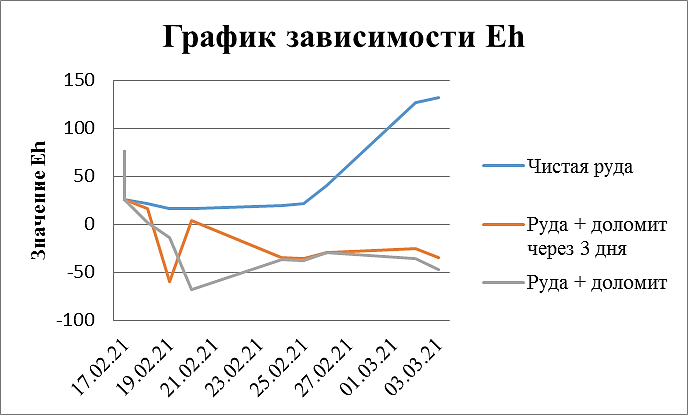 График зависимости Eh
Значение Eh
150
100
50
0
-50
-100
17.02.21
19.02.21
21.02.21
23.02.21
25.02.21
27.02.21
01.03.21
03.03.21
Чистая руда
Руда + доломит
через 3 дня
Руда + доломит